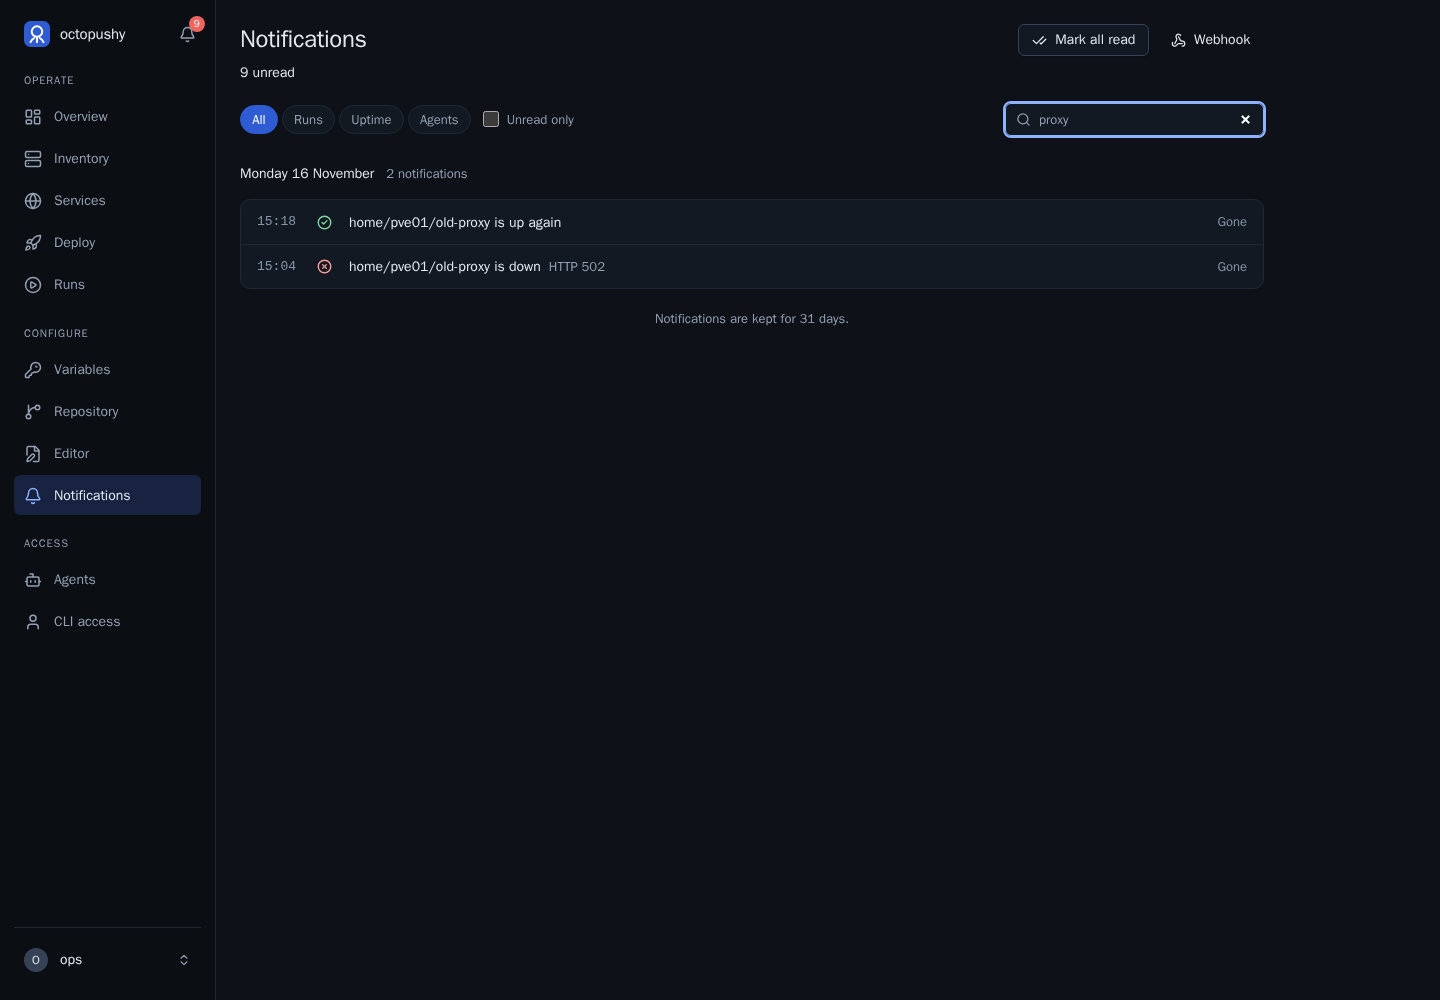 octopushy
9
OPERATE
Overview
Inventory
Services
Deploy
Runs
CONFIGURE
Variables
Repository
Editor
Notifications
ACCESS
Agents
CLI access
O
ops
Notifications
9 unread
Mark all read
Webhook
All
Runs
Uptime
Agents
Unread only
proxy
Monday 16 November 2 notifications
15:18 home/pve01/old-proxy is up again Gone
15:04 home/pve01/old-proxy is down HTTP 502 Gone
Notifications are kept for 31 days.